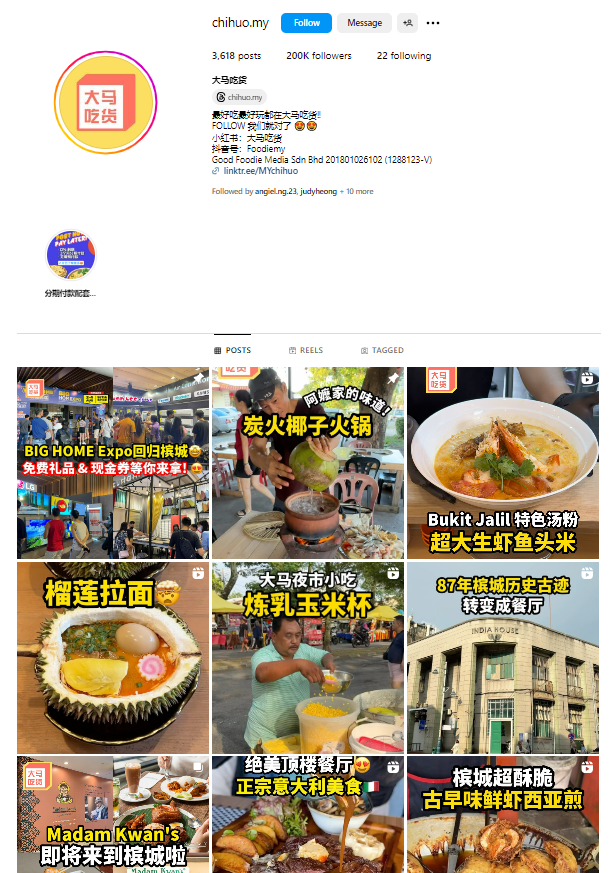 chihuo.my
Follow
Message
3,618 posts
200K followers
22 following
大马吃货
chihuo.my
最好吃最好玩都在大马吃货!!
FOLLOW 我们就对了 🥰🥰
小红书：大马吃货
抖音号：Foodiemy
Good Foodie Media Sdn Bhd 201801026102 (1288123-V)
linktr.ee/MYchihuo
Followed by angiel.ng.23, judyheong + 10 more
大马
吃货
PAY LATER!
分期付款配套...
POSTS
REELS
TAGGED
大马
吃货
BIG HOME Expo回归槟城🤩
免费礼品 & 现金券等你来拿!😍
LG
吃货
阿嬷家的味道!
炭火椰子火锅
大马
吃货
Bukit Jalil 特色汤粉
超大生虾鱼头米
榴莲拉面🤯
大马夜市小吃
炼乳玉米杯
87年槟城历史古迹
转变成餐厅
INDIA HOUSE
大马
吃货
Madam Kwan's
即将来到槟城啦
Madam Kwan's
绝美顶楼餐厅😍
正宗意大利美食🇮🇹
槟城超酥脆
古早味鲜虾西亚煎